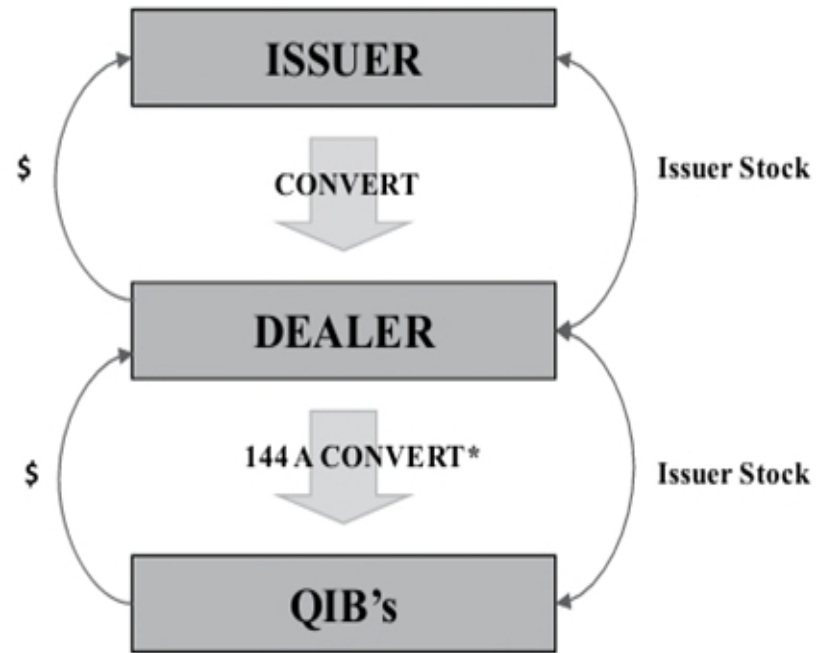 ISSUER
$
CONVERT
Issuer Stock
DEALER
$
144 A CONVERT*
Issuer Stock
QIB's